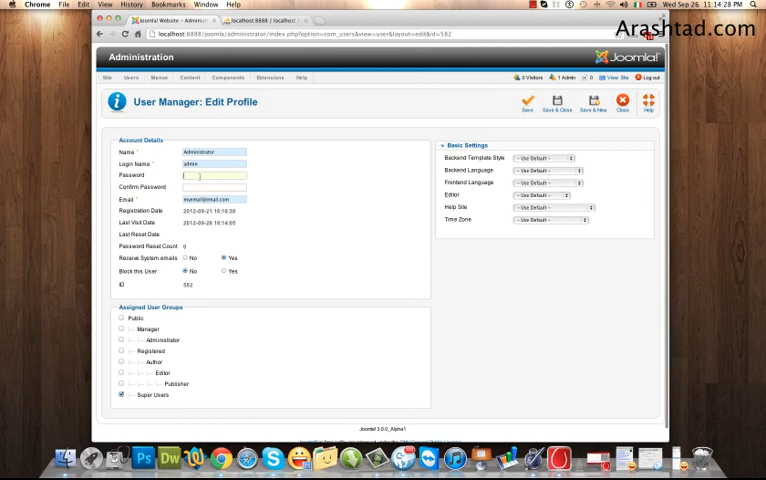 Firefox File Edit View History Bookmarks Window Help
Wed Sep 26 11:14:28 PM
Arashtad.com
Joomla! Website - Administr...
localhost:8888 / localhost / j...
localhost:8888/joomla/administrator/index.php?option=com_users&view=user&layout=edit&id=582
Administration
Joomla!
Site Users Menus Content Components Extensions Help
0 Visitors 1 Admin 0 View Site Log out
User Manager: Edit Profile
Save Save & Close Save & New Close Help
Account Details
Name * Administrator
Login Name * admin
Password
Confirm Password
Email * myemail@email.com
Registration Date 2012-09-21 16:16:38
Last Visit Date 2012-09-26 18:14:05
Last Reset Date
Password Reset Count 0
Receive System emails No Yes
Block this User No Yes
ID 582
Basic Settings
Backend Template Style - Use Default -
Backend Language - Use Default -
Frontend Language - Use Default -
Editor - Use Default -
Help Site - Use Default -
Time Zone - Use Default -
Assigned User Groups
Public
Manager
Administrator
Registered
Author
Editor
Publisher
Super Users
Joomla! 3.0.0_Alpha1
Ps
Dw